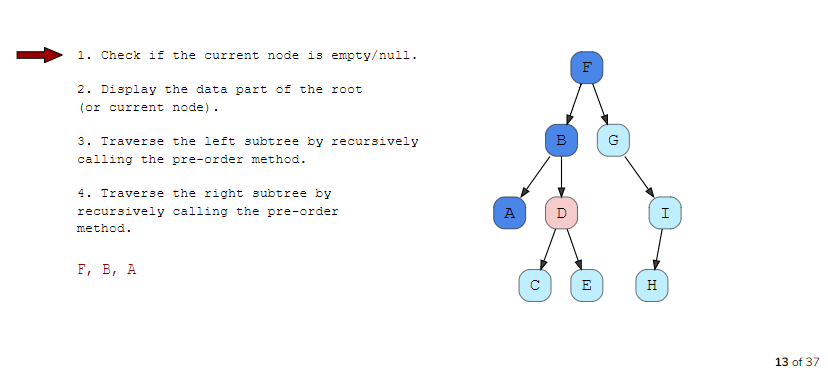 1. Check if the current node is empty/null.
2. Display the data part of the root
(or current node).
3. Traverse the left subtree by recursively
calling the pre-order method.
4. Traverse the right subtree by
recursively calling the pre-order
method.
F, B, A
F
B
G
A
D
I
C
E
H
13 of 37